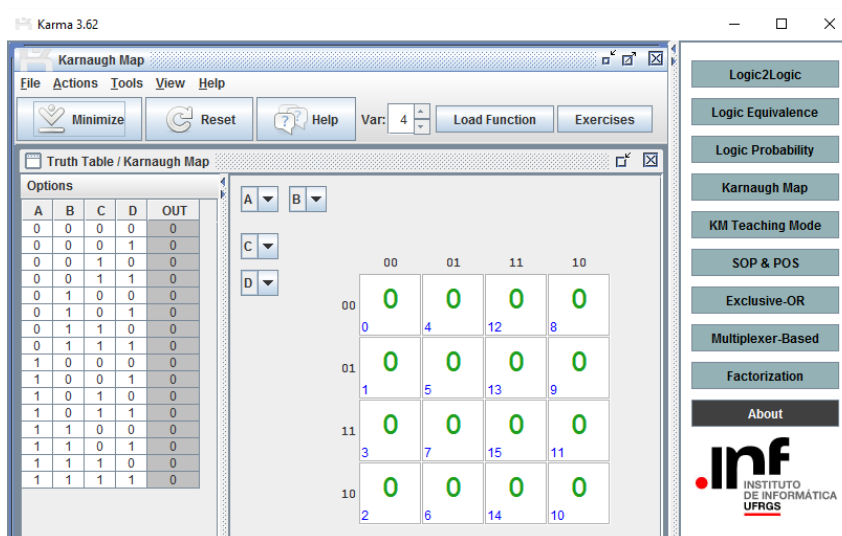 Karma 3.62
Karnaugh Map
File Actions Tools View Help
Minimize Reset Help Var: 4 Load Function Exercises
Truth Table / Karnaugh Map
Options
A B C D OUT
0 0 0 0 0
0 0 0 1 0
0 0 1 0 0
0 0 1 1 0
0 1 0 0 0
0 1 0 1 0
0 1 1 0 0
0 1 1 1 0
1 0 0 0 0
1 0 0 1 0
1 0 1 0 0
1 0 1 1 0
1 1 0 0 0
1 1 0 1 0
1 1 1 0 0
1 1 1 1 0
A B
C
D
00 01 11 10
00 0 0 0 0
0 4 12 8
01 0 0 0 0
1 5 13 9
11 0 0 0 0
3 7 15 11
10 0 0 0 0
2 6 14 10
Logic2Logic
Logic Equivalence
Logic Probability
Karnaugh Map
KM Teaching Mode
SOP & POS
Exclusive-OR
Multiplexer-Based
Factorization
About
.inf
INSTITUTO
DE INFORMÁTICA
UFRGS